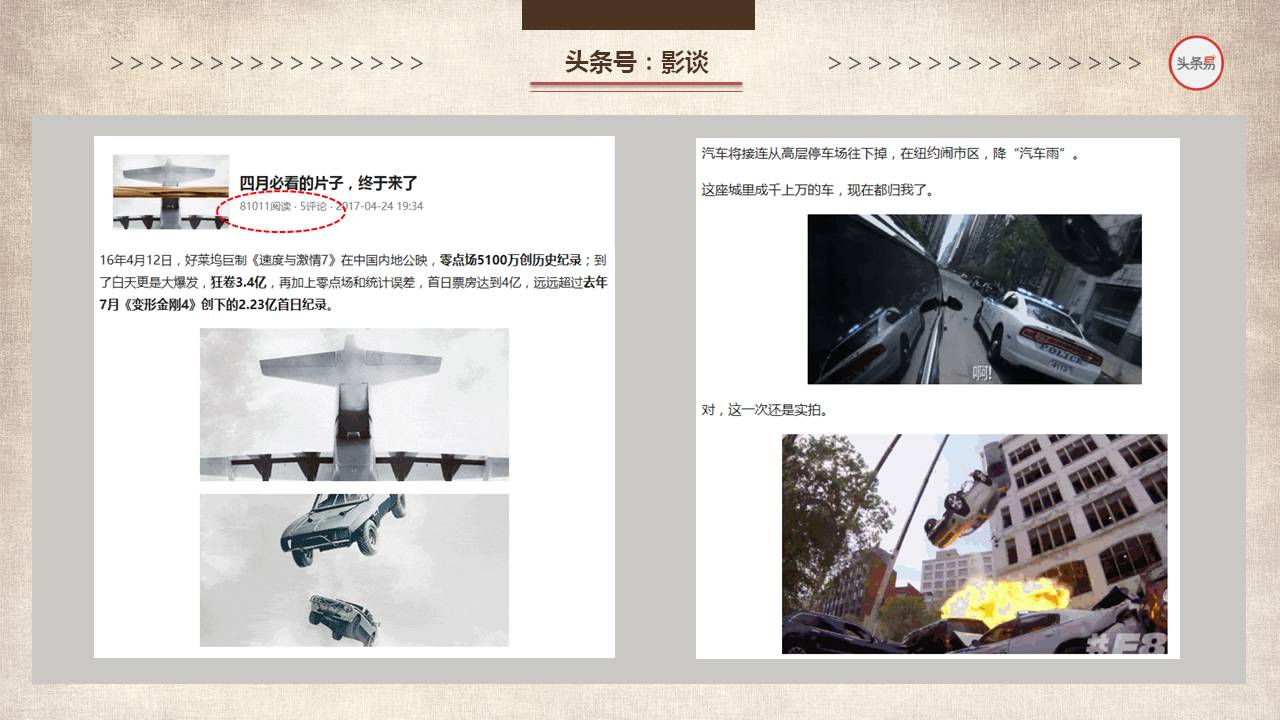 > > > > > > > > > > > > > > > >
头条号：影谈
> > > > > > > > > > > > > > > >
头条易
四月必看的片子，终于来了
81011阅读 · 5评论 · 2017-04-24 19:34
16年4月12日，好莱坞巨制《速度与激情7》在中国内地公映，零点场5100万创历史纪录；到
了白天更是大爆发，狂卷3.4亿，再加上零点场和统计误差，首日票房达到4亿，远远超过去年
7月《变形金刚4》创下的2.23亿首日纪录。
汽车将接连从高层停车场往下掉，在纽约闹市区，降“汽车雨”。
这座城里成千上万的车，现在都归我了。
POLICE
啊!
对，这一次还是实拍。
#F8